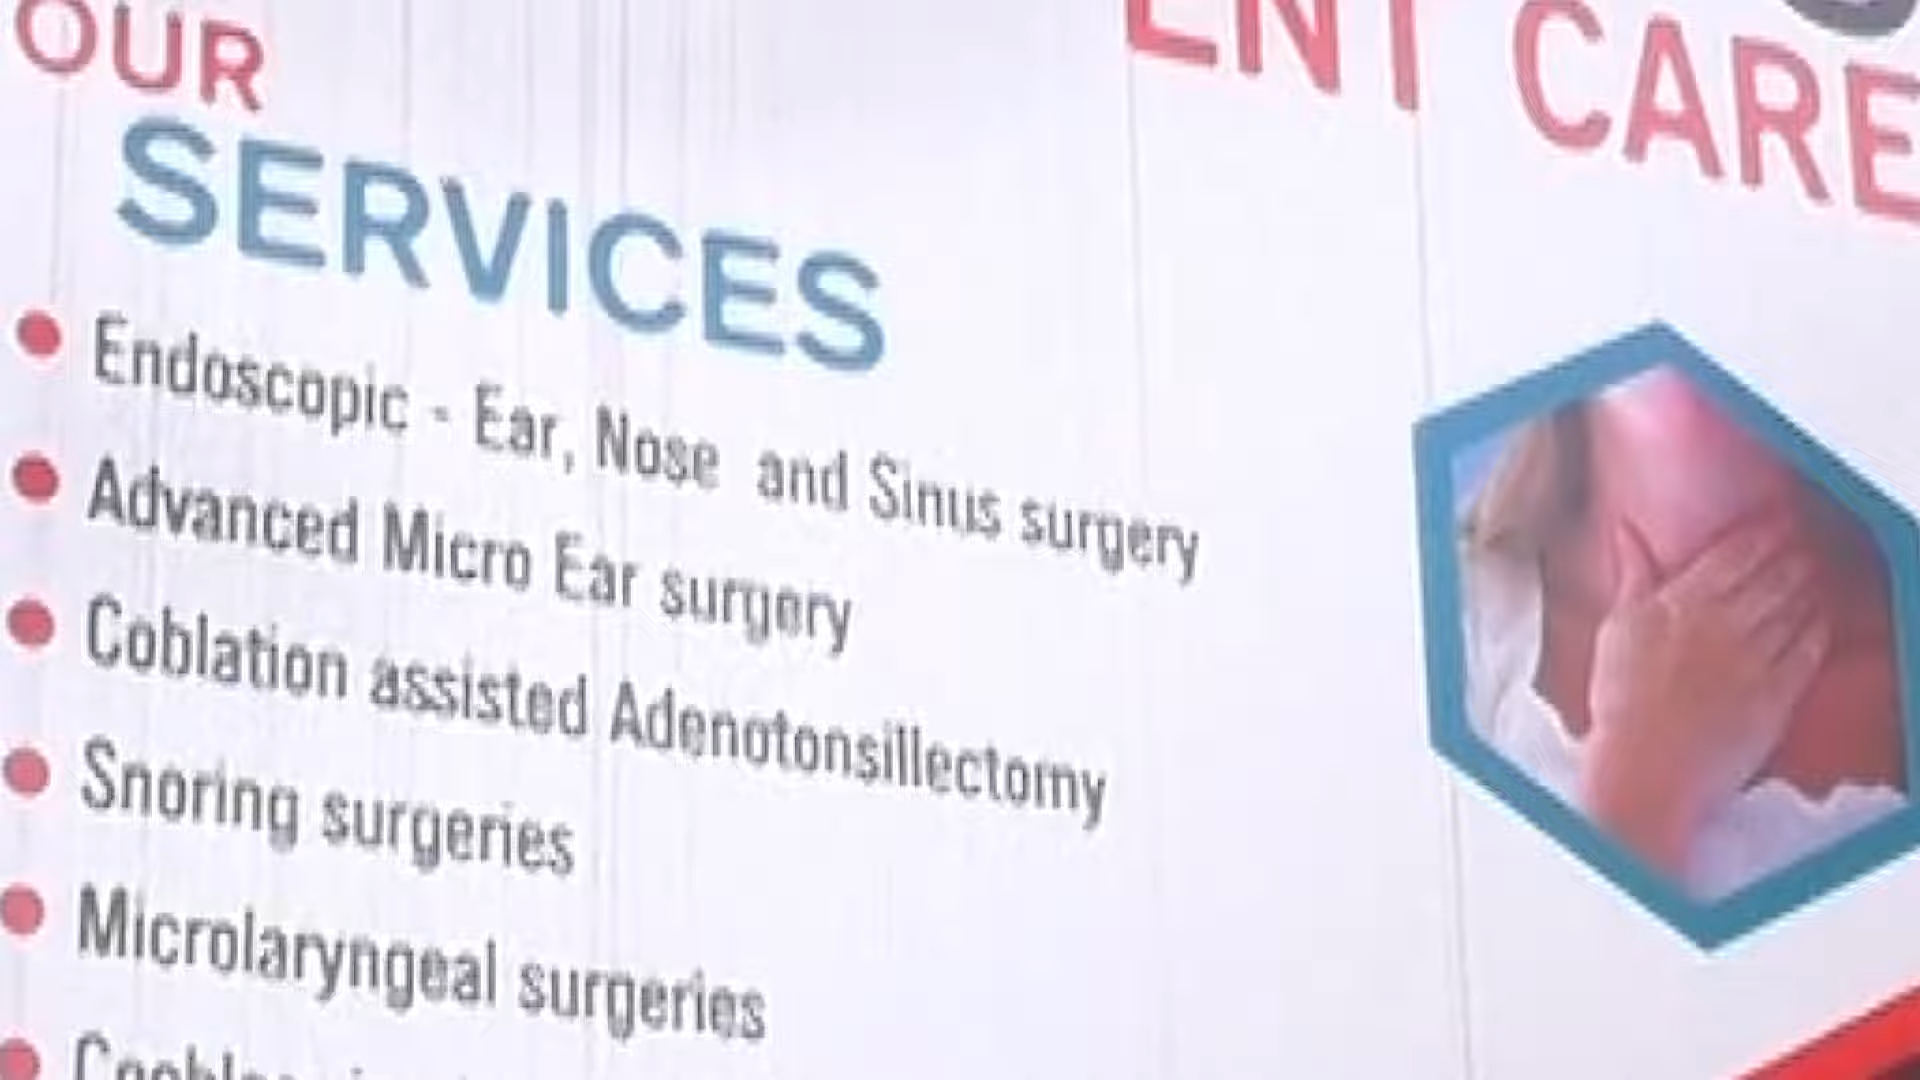 OUR
SERVICES
ENT CARE
Endoscopic - Ear, Nose and Sinus surgery
Advanced Micro Ear surgery
Coblation assisted Adenotonsillectomy
Snoring surgeries
Microlaryngeal surgeries